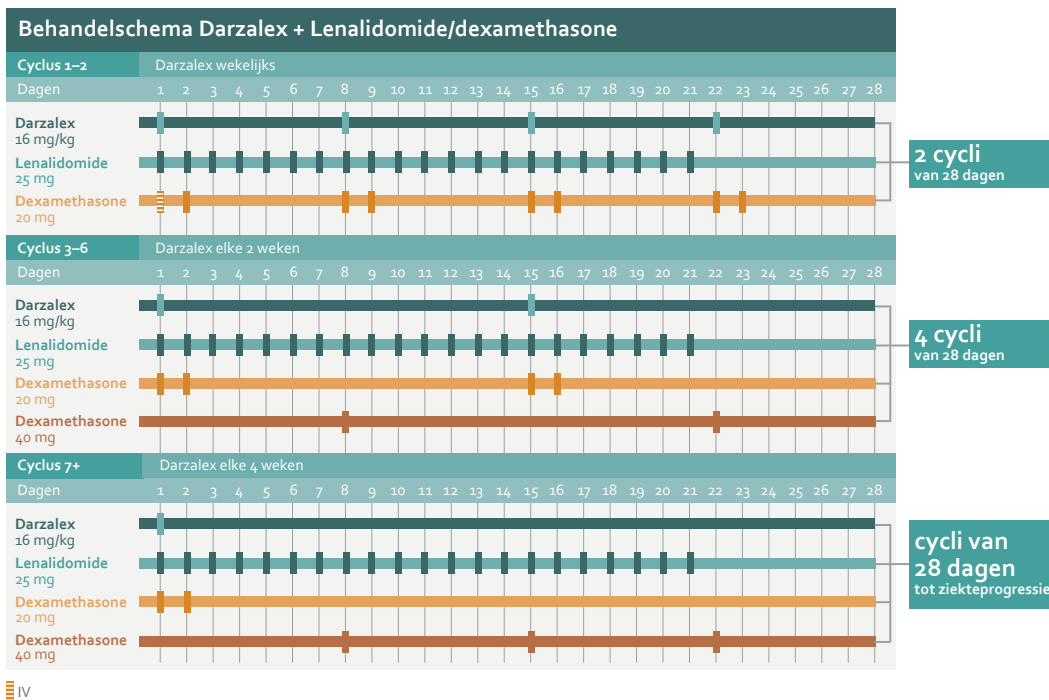 Behandelschema Darzalex + Lenalidomide/dexamethasone
Cyclus 1–2 Darzalex wekelijks
Dagen 1 2 3 4 5 6 7 8 9 10 11 12 13 14 15 16 17 18 19 20 21 22 23 24 25 26 27 28
Darzalex
16 mg/kg
Lenalidomide
25 mg
Dexamethasone
20 mg
2 cycli
van 28 dagen
Cyclus 3–6 Darzalex elke 2 weken
Dagen 1 2 3 4 5 6 7 8 9 10 11 12 13 14 15 16 17 18 19 20 21 22 23 24 25 26 27 28
Darzalex
16 mg/kg
Lenalidomide
25 mg
Dexamethasone
20 mg
Dexamethasone
40 mg
4 cycli
van 28 dagen
Cyclus 7+ Darzalex elke 4 weken
Dagen 1 2 3 4 5 6 7 8 9 10 11 12 13 14 15 16 17 18 19 20 21 22 23 24 25 26 27 28
Darzalex
16 mg/kg
Lenalidomide
25 mg
Dexamethasone
20 mg
Dexamethasone
40 mg
cycli van
28 dagen
tot ziekteprogressie
IV